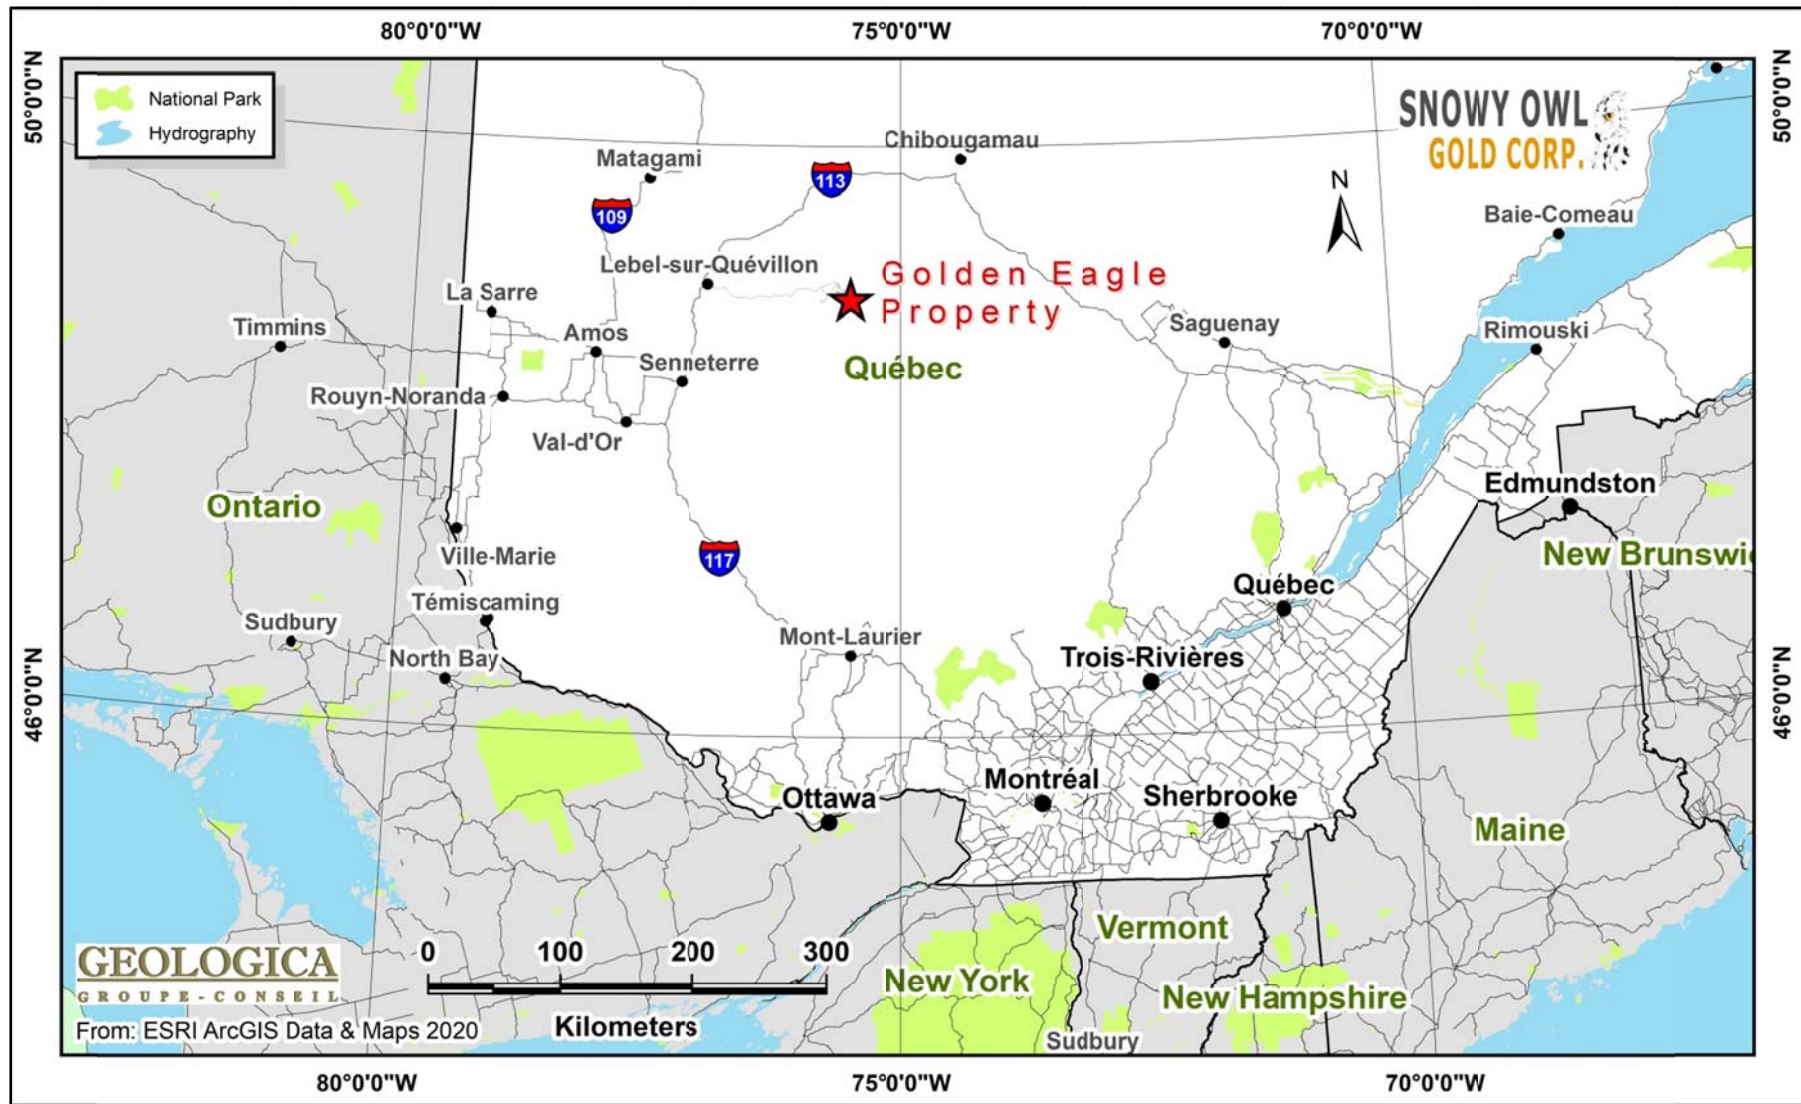 80°0'0"W
75°0'0"W
70°0'0"W
50°0'0"N
50°0'0"N
National Park
Hydrography
SNOWY OWL
GOLD CORP.
Chibougamau
Matagami
113
109
N
Baie-Comeau
Lebel-sur-Quévillon
Golden Eagle
Property
La Sarre
Timmins
Amos
Saguenay
Rimouski
Senneterre
Québec
Rouyn-Noranda
Val-d'Or
Edmundston
Ontario
Ville-Marie
117
New Brunswic
Québec
Témiscaming
Sudbury
Mont-Laurier
North Bay
Trois-Rivières
46°0'0"N
46°0'0"N
Montréal
Ottawa
Sherbrooke
Maine
Vermont
0 100 200 300
GEOLOGICA
GROUPE-CONSEIL
New York
New Hampshire
From: ESRI ArcGIS Data & Maps 2020
Kilometers
Sudbury
80°0'0"W
75°0'0"W
70°0'0"W